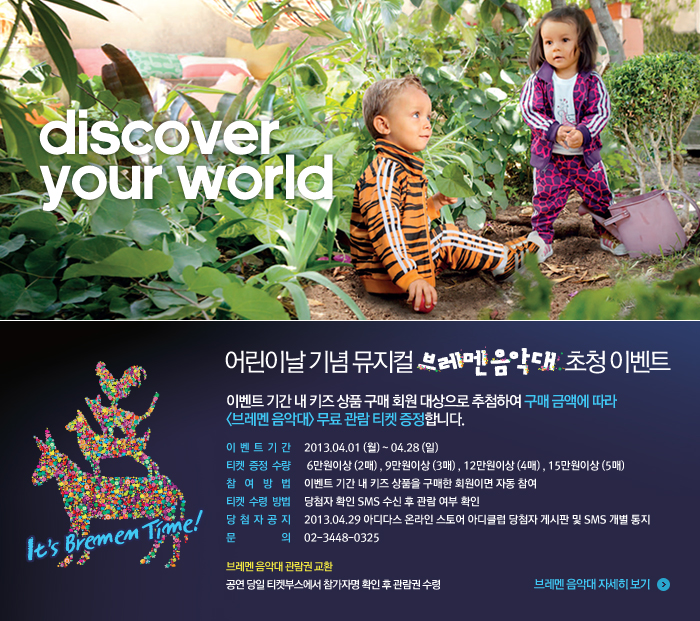 discover
your world
어린이날 기념 뮤지컬 브레멘음악대 초청 이벤트
이벤트 기간 내 키즈 상품 구매 회원 대상으로 추첨하여 구매 금액에 따라
<브레멘 음악대> 무료 관람 티켓 증정합니다.
이 벤 트 기 간 2013.04.01 (월) ~ 04.28 (일)
티켓 증정 수량 6만원이상 (2매) , 9만원이상 (3매) , 12만원이상 (4매) , 15만원이상 (5매)
참 여 방 법 이벤트 기간 내 키즈 상품을 구매한 회원이면 자동 참여
티켓 수령 방법 당첨자 확인 SMS 수신 후 관람 여부 확인
당 첨 자 공 지 2013.04.29 아디다스 온라인 스토어 아디클럽 당첨자 게시판 및 SMS 개별 통지
문 의 02-3448-0325
It's Bremen Time!
브레멘 음악대 관람권 교환
공연 당일 티켓부스에서 참가자명 확인 후 관람권 수령
브레멘 음악대 자세히 보기